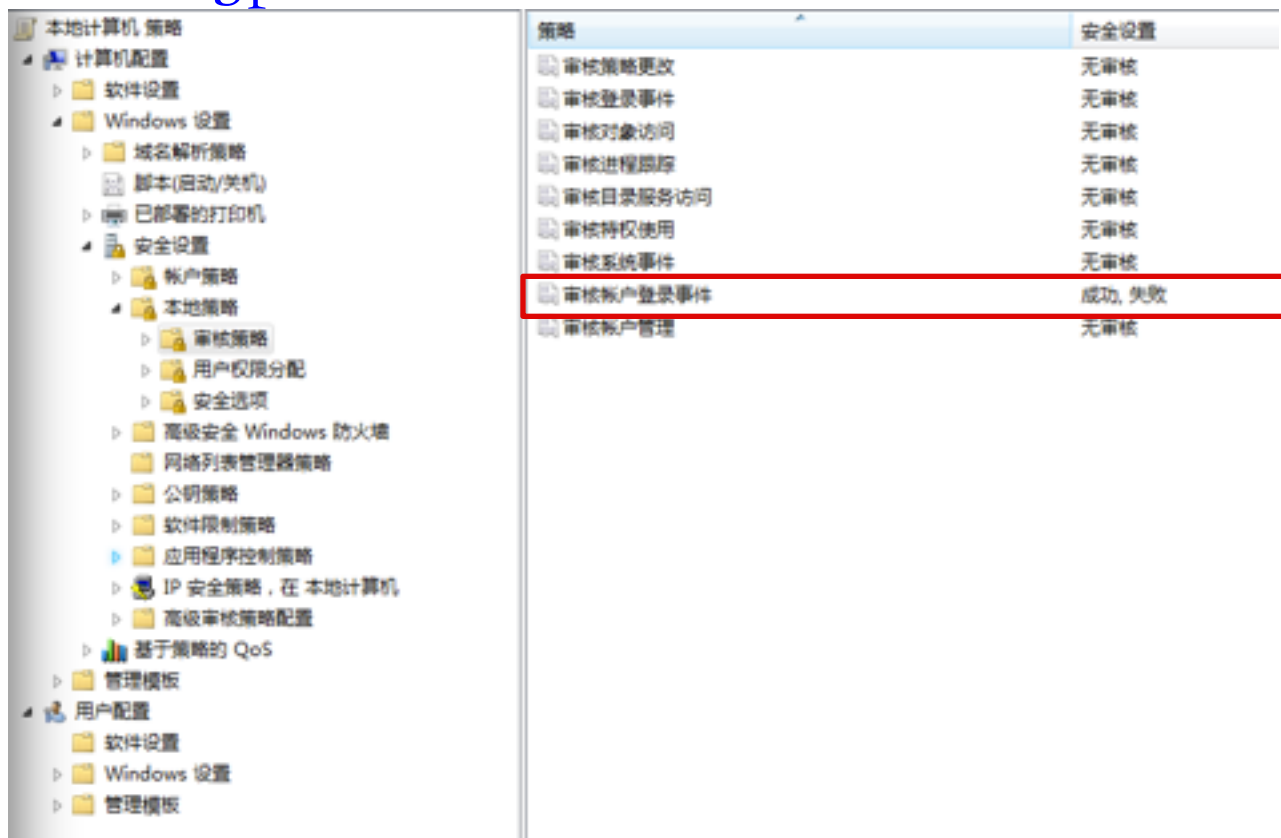 本地计算机 策略
计算机配置
软件设置
Windows 设置
域名解析策略
脚本(启动/关机)
已部署的打印机
安全设置
帐户策略
本地策略
审核策略
用户权限分配
安全选项
高级安全 Windows 防火墙
网络列表管理器策略
公钥策略
软件限制策略
应用程序控制策略
IP 安全策略，在 本地计算机
高级审核策略配置
基于策略的 QoS
管理模板
用户配置
软件设置
Windows 设置
管理模板
策略 安全设置
审核策略更改 无审核
审核登录事件 无审核
审核对象访问 无审核
审核进程跟踪 无审核
审核目录服务访问 无审核
审核特权使用 无审核
审核系统事件 无审核
审核帐户登录事件 成功, 失败
审核帐户管理 无审核